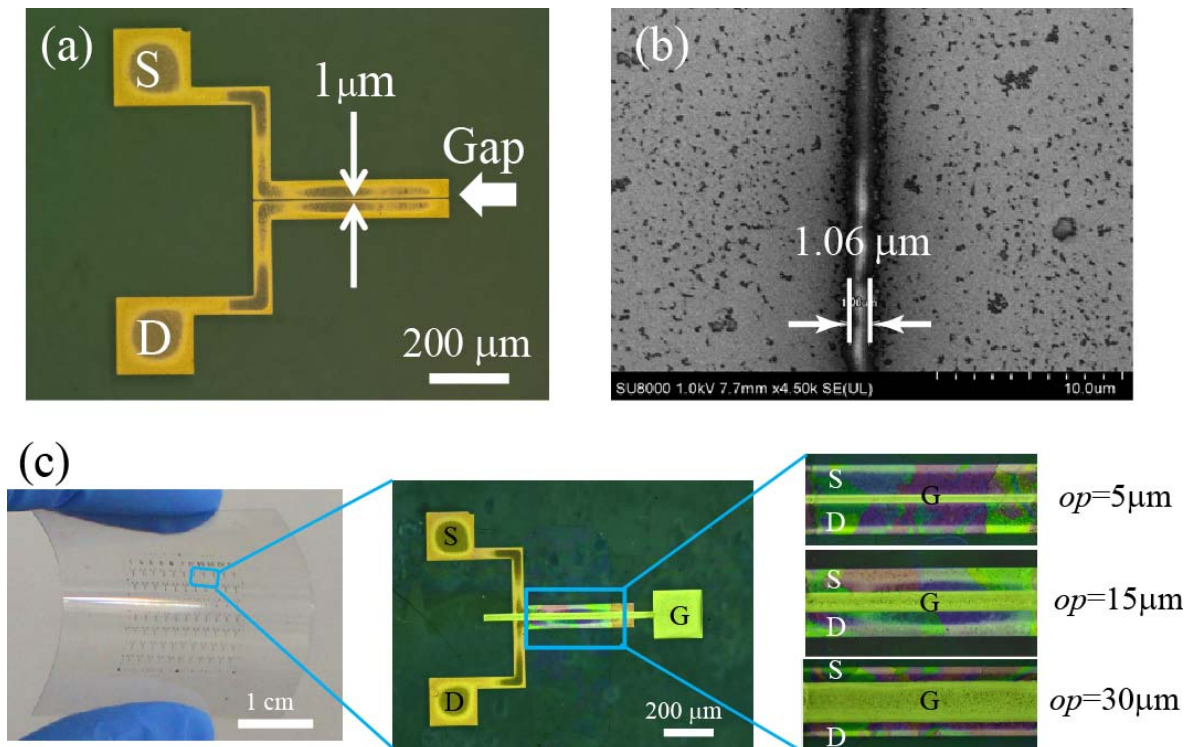 (a)
S
1μm
Gap
D
200 μm
(b)
1.06 μm
SU8000 1.0kV 7.7mm x4.50k SE(UL)
10.0um
(c)
1 cm
S
G
D
200 μm
S
G
D
op=5μm
S
G
D
op=15μm
S
G
D
op=30μm